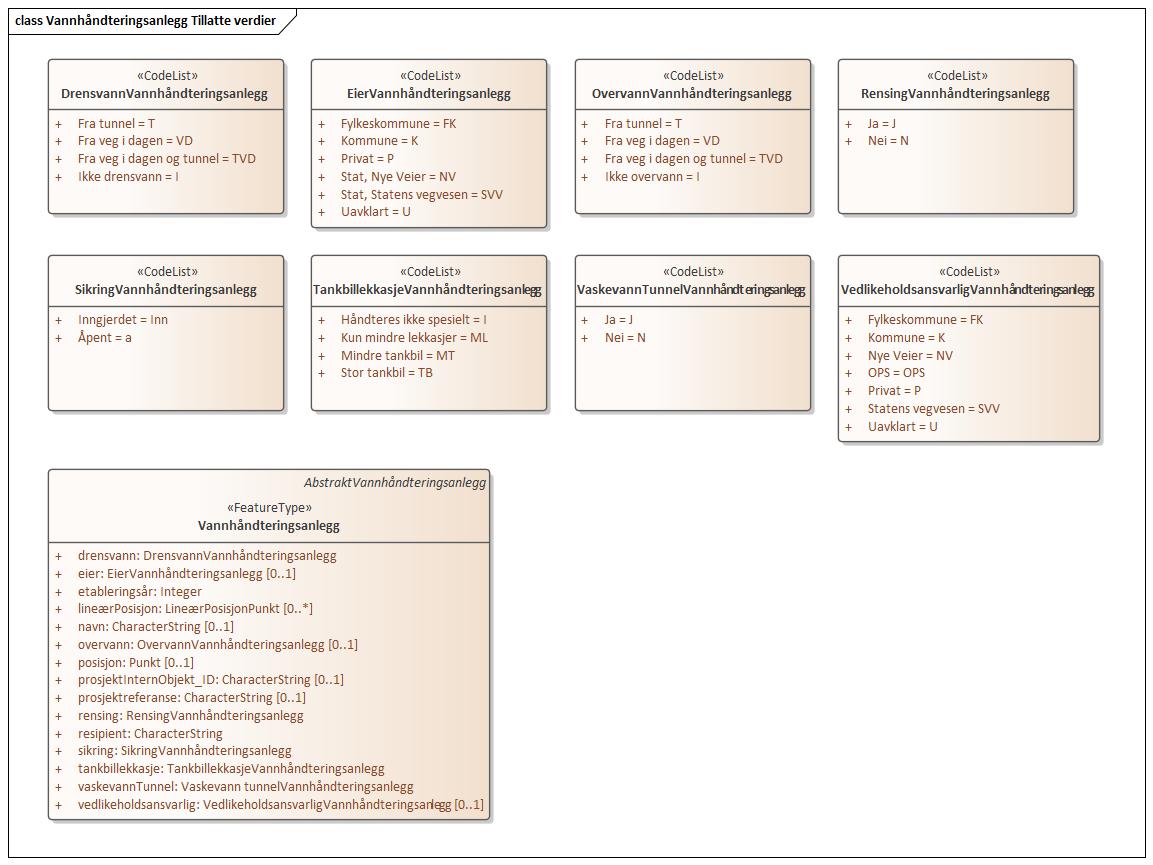 class Vannhåndteringsanlegg Tillatte verdier
«CodeList»
DrensvannVannhåndteringsanlegg
+ Fra tunnel = T
+ Fra veg i dagen = VD
+ Fra veg i dagen og tunnel = TVD
+ Ikke drensvann = I
«CodeList»
EierVannhåndteringsanlegg
+ Fylkeskommune = FK
+ Kommune = K
+ Privat = P
+ Stat, Nye Veier = NV
+ Stat, Statens vegvesen = SVV
+ Uavklart = U
«CodeList»
OvervannVannhåndteringsanlegg
+ Fra tunnel = T
+ Fra veg i dagen = VD
+ Fra veg i dagen og tunnel = TVD
+ Ikke overvann = I
«CodeList»
RensingVannhåndteringsanlegg
+ Ja = J
+ Nei = N
«CodeList»
SikringVannhåndteringsanlegg
+ Inngjerdet = Inn
+ Åpent = a
«CodeList»
TankbillekkasjeVannhåndteringsanlegg
+ Håndteres ikke spesielt = I
+ Kun mindre lekkasjer = ML
+ Mindre tankbil = MT
+ Stor tankbil = TB
«CodeList»
VaskevannTunnelVannhåndteringsanlegg
+ Ja = J
+ Nei = N
«CodeList»
VedlikeholdsansvarligVannhåndteringsanlegg
+ Fylkeskommune = FK
+ Kommune = K
+ Nye Veier = NV
+ OPS = OPS
+ Privat = P
+ Statens vegvesen = SVV
+ Uavklart = U
AbstraktVannhåndteringsanlegg
«FeatureType»
Vannhåndteringsanlegg
+ drensvann: DrensvannVannhåndteringsanlegg
+ eier: EierVannhåndteringsanlegg [0..1]
+ etableringsår: Integer
+ lineærPosisjon: LineærPosisjonPunkt [0..*]
+ navn: CharacterString [0..1]
+ overvann: OvervannVannhåndteringsanlegg [0..1]
+ posisjon: Punkt [0..1]
+ prosjektInternObjekt_ID: CharacterString [0..1]
+ prosjektreferanse: CharacterString [0..1]
+ rensing: RensingVannhåndteringsanlegg
+ resipient: CharacterString
+ sikring: SikringVannhåndteringsanlegg
+ tankbillekkasje: TankbillekkasjeVannhåndteringsanlegg
+ vaskevannTunnel: Vaskevann tunnelVannhåndteringsanlegg
+ vedlikeholdsansvarlig: VedlikeholdsansvarligVannhåndteringsanlegg [0..1]